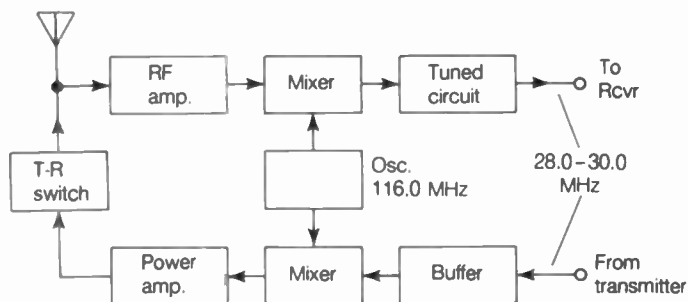 RF
amp.
Mixer
Tuned
circuit
To
Rcvr
T-R
switch
Osc.
116.0 MHz
28.0–30.0
MHz
Power
amp.
Mixer
Buffer
From
transmitter